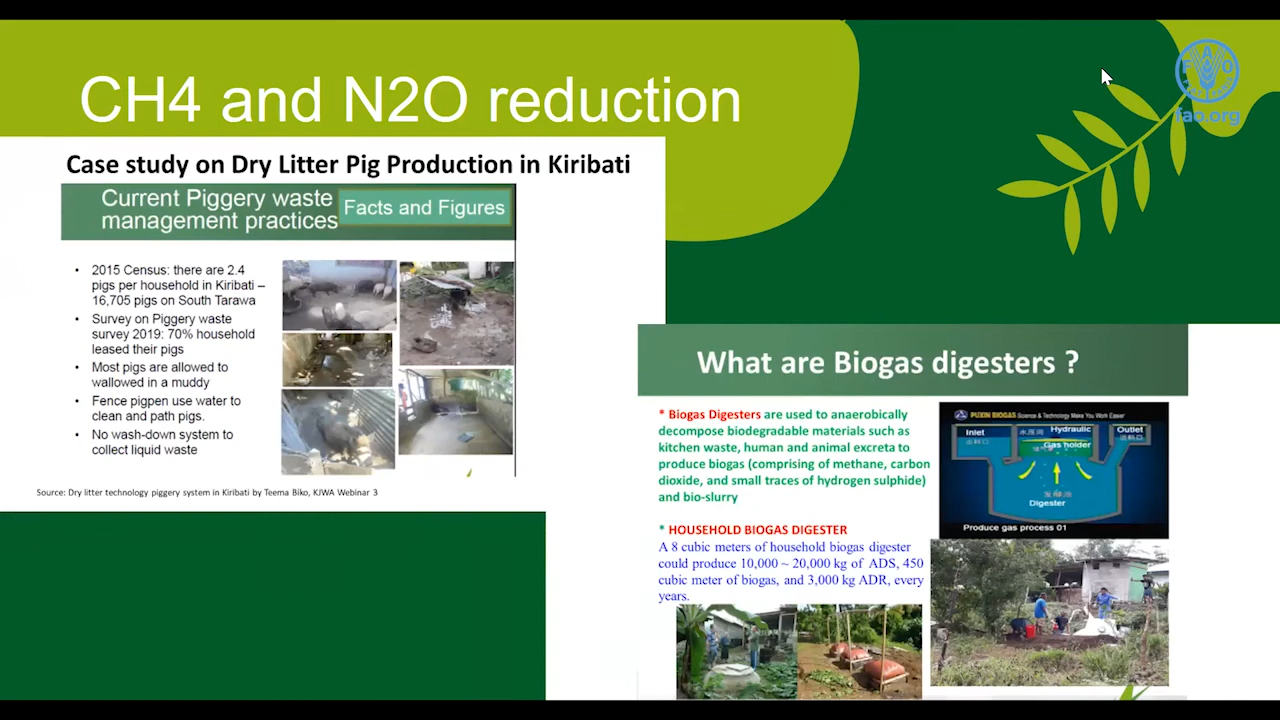 CH4 and N2O reduction
FAO
fao.org
Case study on Dry Litter Pig Production in Kiribati
Current Piggery waste
management practices
Facts and Figures
• 2015 Census: there are 2.4
pigs per household in Kiribati –
16,705 pigs on South Tarawa
• Survey on Piggery waste
survey 2019: 70% household
leased their pigs
• Most pigs are allowed to
wallowed in a muddy
• Fence pigpen use water to
clean and path pigs.
• No wash-down system to
collect liquid waste
Source: Dry litter technology piggery system in Kiribati by Teema Biko, KJWA Webinar 3
What are Biogas digesters ?
* Biogas Digesters are used to anaerobically
decompose biodegradable materials such as
kitchen waste, human and animal excreta to
produce biogas (comprising of methane, carbon
dioxide, and small traces of hydrogen sulphide)
and bio-slurry
* HOUSEHOLD BIOGAS DIGESTER
A 8 cubic meters of household biogas digester
could produce 10,000 ~ 20,000 kg of ADS, 450
cubic meter of biogas, and 3,000 kg ADR, every
years.
PUXIN BIOGAS Science & Technology Make You Work Easier
Inlet
进料口
水压间
Hydraulic
Outlet
Gas holder
Digester
Produce gas process 01